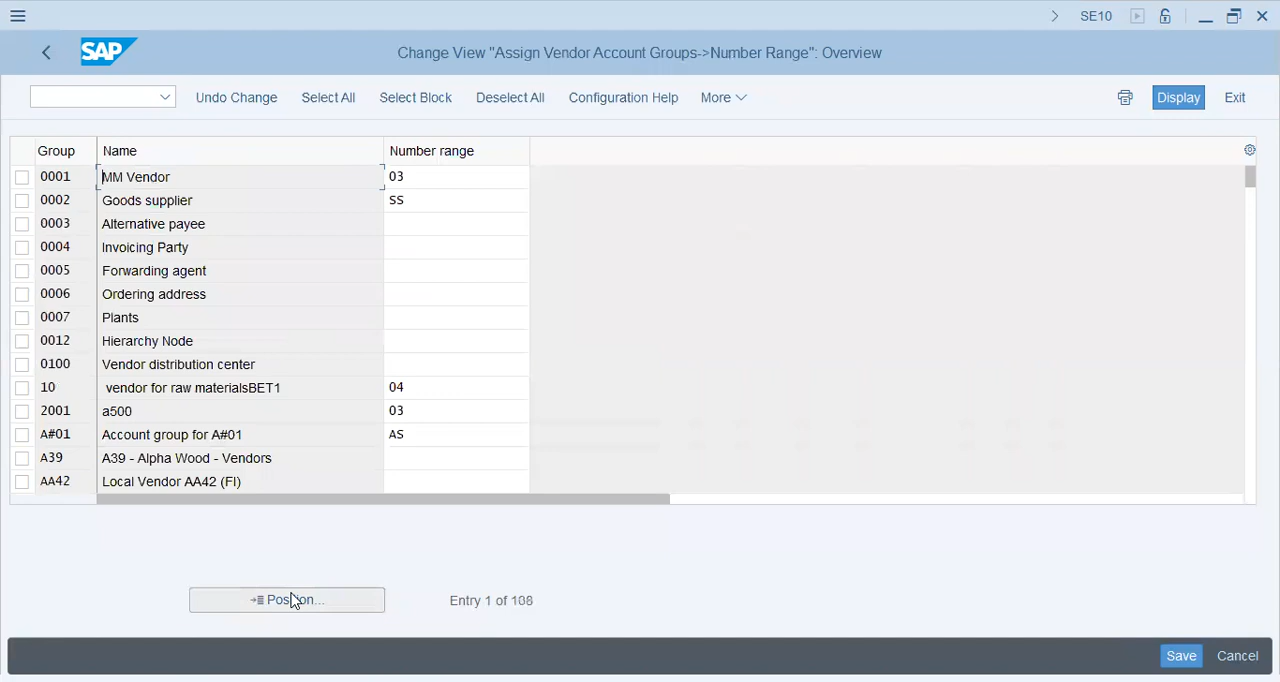 SE10
SAP
Change View "Assign Vendor Account Groups->Number Range": Overview
Undo Change Select All Select Block Deselect All Configuration Help More Display Exit
Group Name Number range
0001 MM Vendor 03
0002 Goods supplier SS
0003 Alternative payee
0004 Invoicing Party
0005 Forwarding agent
0006 Ordering address
0007 Plants
0012 Hierarchy Node
0100 Vendor distribution center
10 vendor for raw materialsBET1 04
2001 a500 03
A#01 Account group for A#01 AS
A39 A39 - Alpha Wood - Vendors
AA42 Local Vendor AA42 (FI)
Position... Entry 1 of 108
Save Cancel